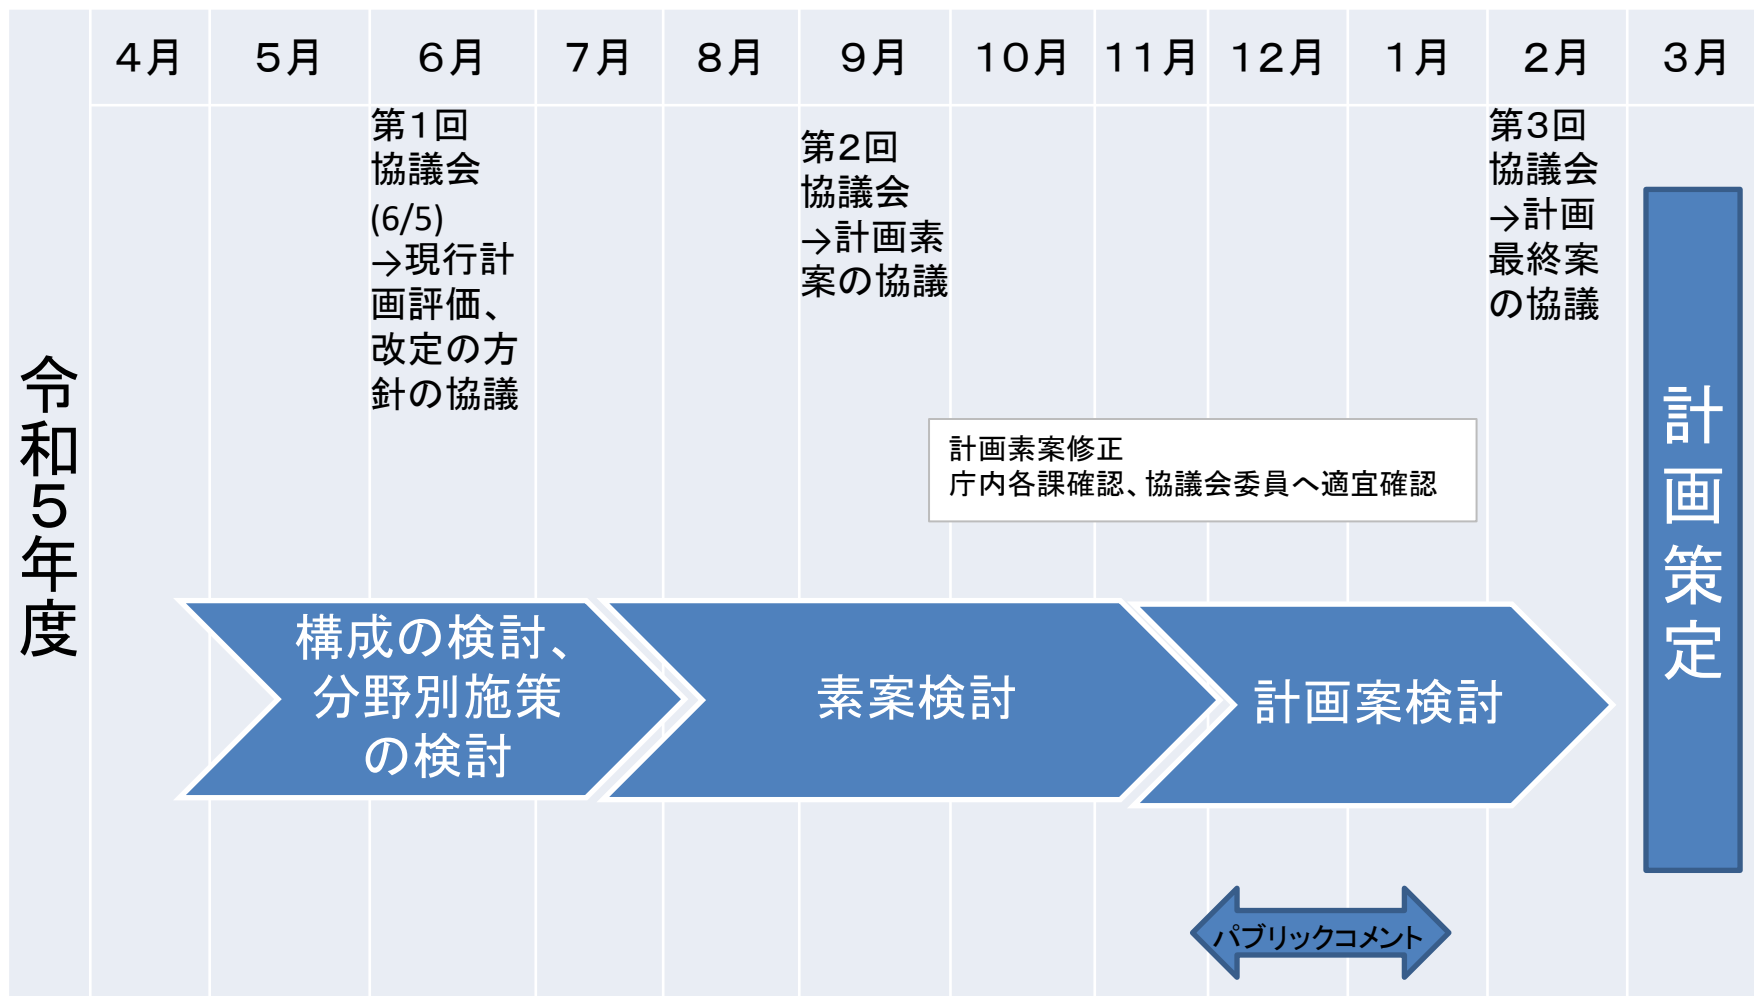 4月
5月
6月
7月
8月
9月
10月
11月
12月
1月
2月
3月
令和5年度
第1回
協議会
(6/5)
→現行計
画評価、
改定の方
針の協議
第2回
協議会
→計画素
案の協議
第3回
協議会
→計画
最終案
の協議
計画素案修正
庁内各課確認、協議会委員へ適宜確認
構成の検討、
分野別施策
の検討
素案検討
計画案検討
計画策定
パブリックコメント